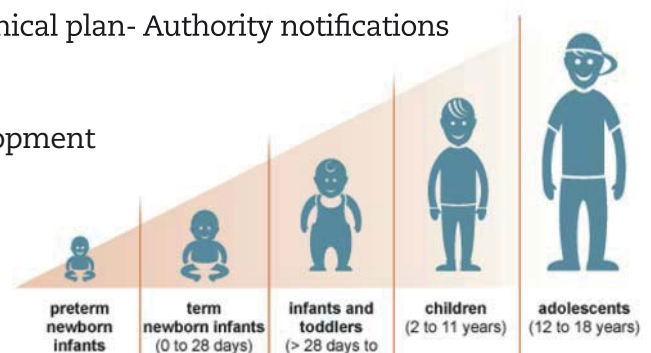 nical plan- Authority notifications
opment
preterm
newborn
infants
term
newborn infants
(0 to 28 days)
infants and
toddlers
(> 28 days to
children
(2 to 11 years)
adolescents
(12 to 18 years)